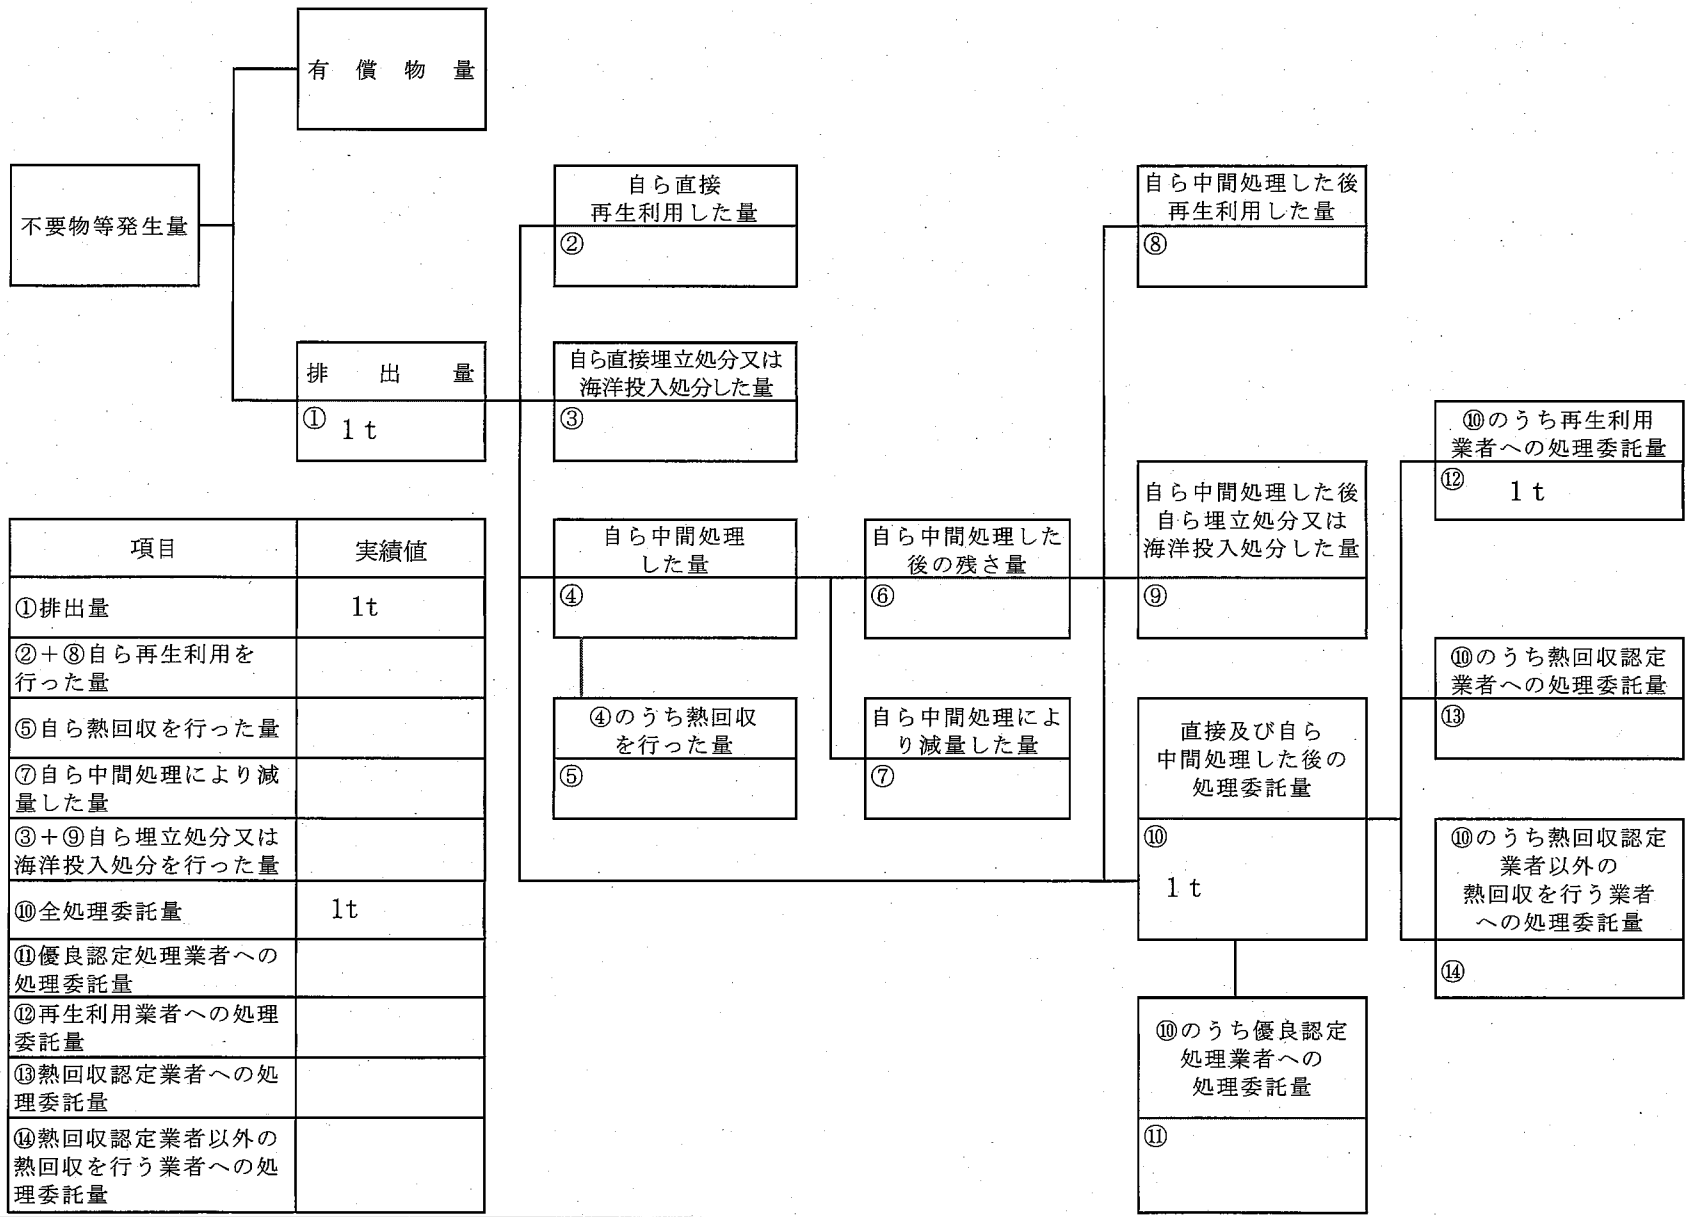 有償物量
不要物等発生量
排出量
① 1t
自ら直接
再生利用した量
②
自ら直接埋立処分又は
海洋投入処分した量
③
自ら中間処理
した量
④
④のうち熱回収
を行った量
⑤
自ら中間処理した
後の残さ量
⑥
自ら中間処理によ
り減量した量
⑦
自ら中間処理した後
再生利用した量
⑧
自ら中間処理した後
自ら埋立処分又は
海洋投入処分した量
⑨
直接及び自ら
中間処理した後の
処理委託量
⑩
1t
⑩のうち優良認定
処理業者への
処理委託量
⑪
⑩のうち再生利用
業者への処理委託量
⑫ 1t
⑩のうち熱回収認定
業者への処理委託量
⑬
⑩のうち熱回収認定
業者以外の
熱回収を行う業者
への処理委託量
⑭
項目 実績値
①排出量 1t
②+⑧自ら再生利用を
行った量
⑤自ら熱回収を行った量
⑦自ら中間処理により減
量した量
③+⑨自ら埋立処分又は
海洋投入処分を行った量
⑩全処理委託量 1t
⑪優良認定処理業者への
処理委託量
⑫再生利用業者への処理
委託量
⑬熱回収認定業者への処
理委託量
⑭熱回収認定業者以外の
熱回収を行う業者への処
理委託量